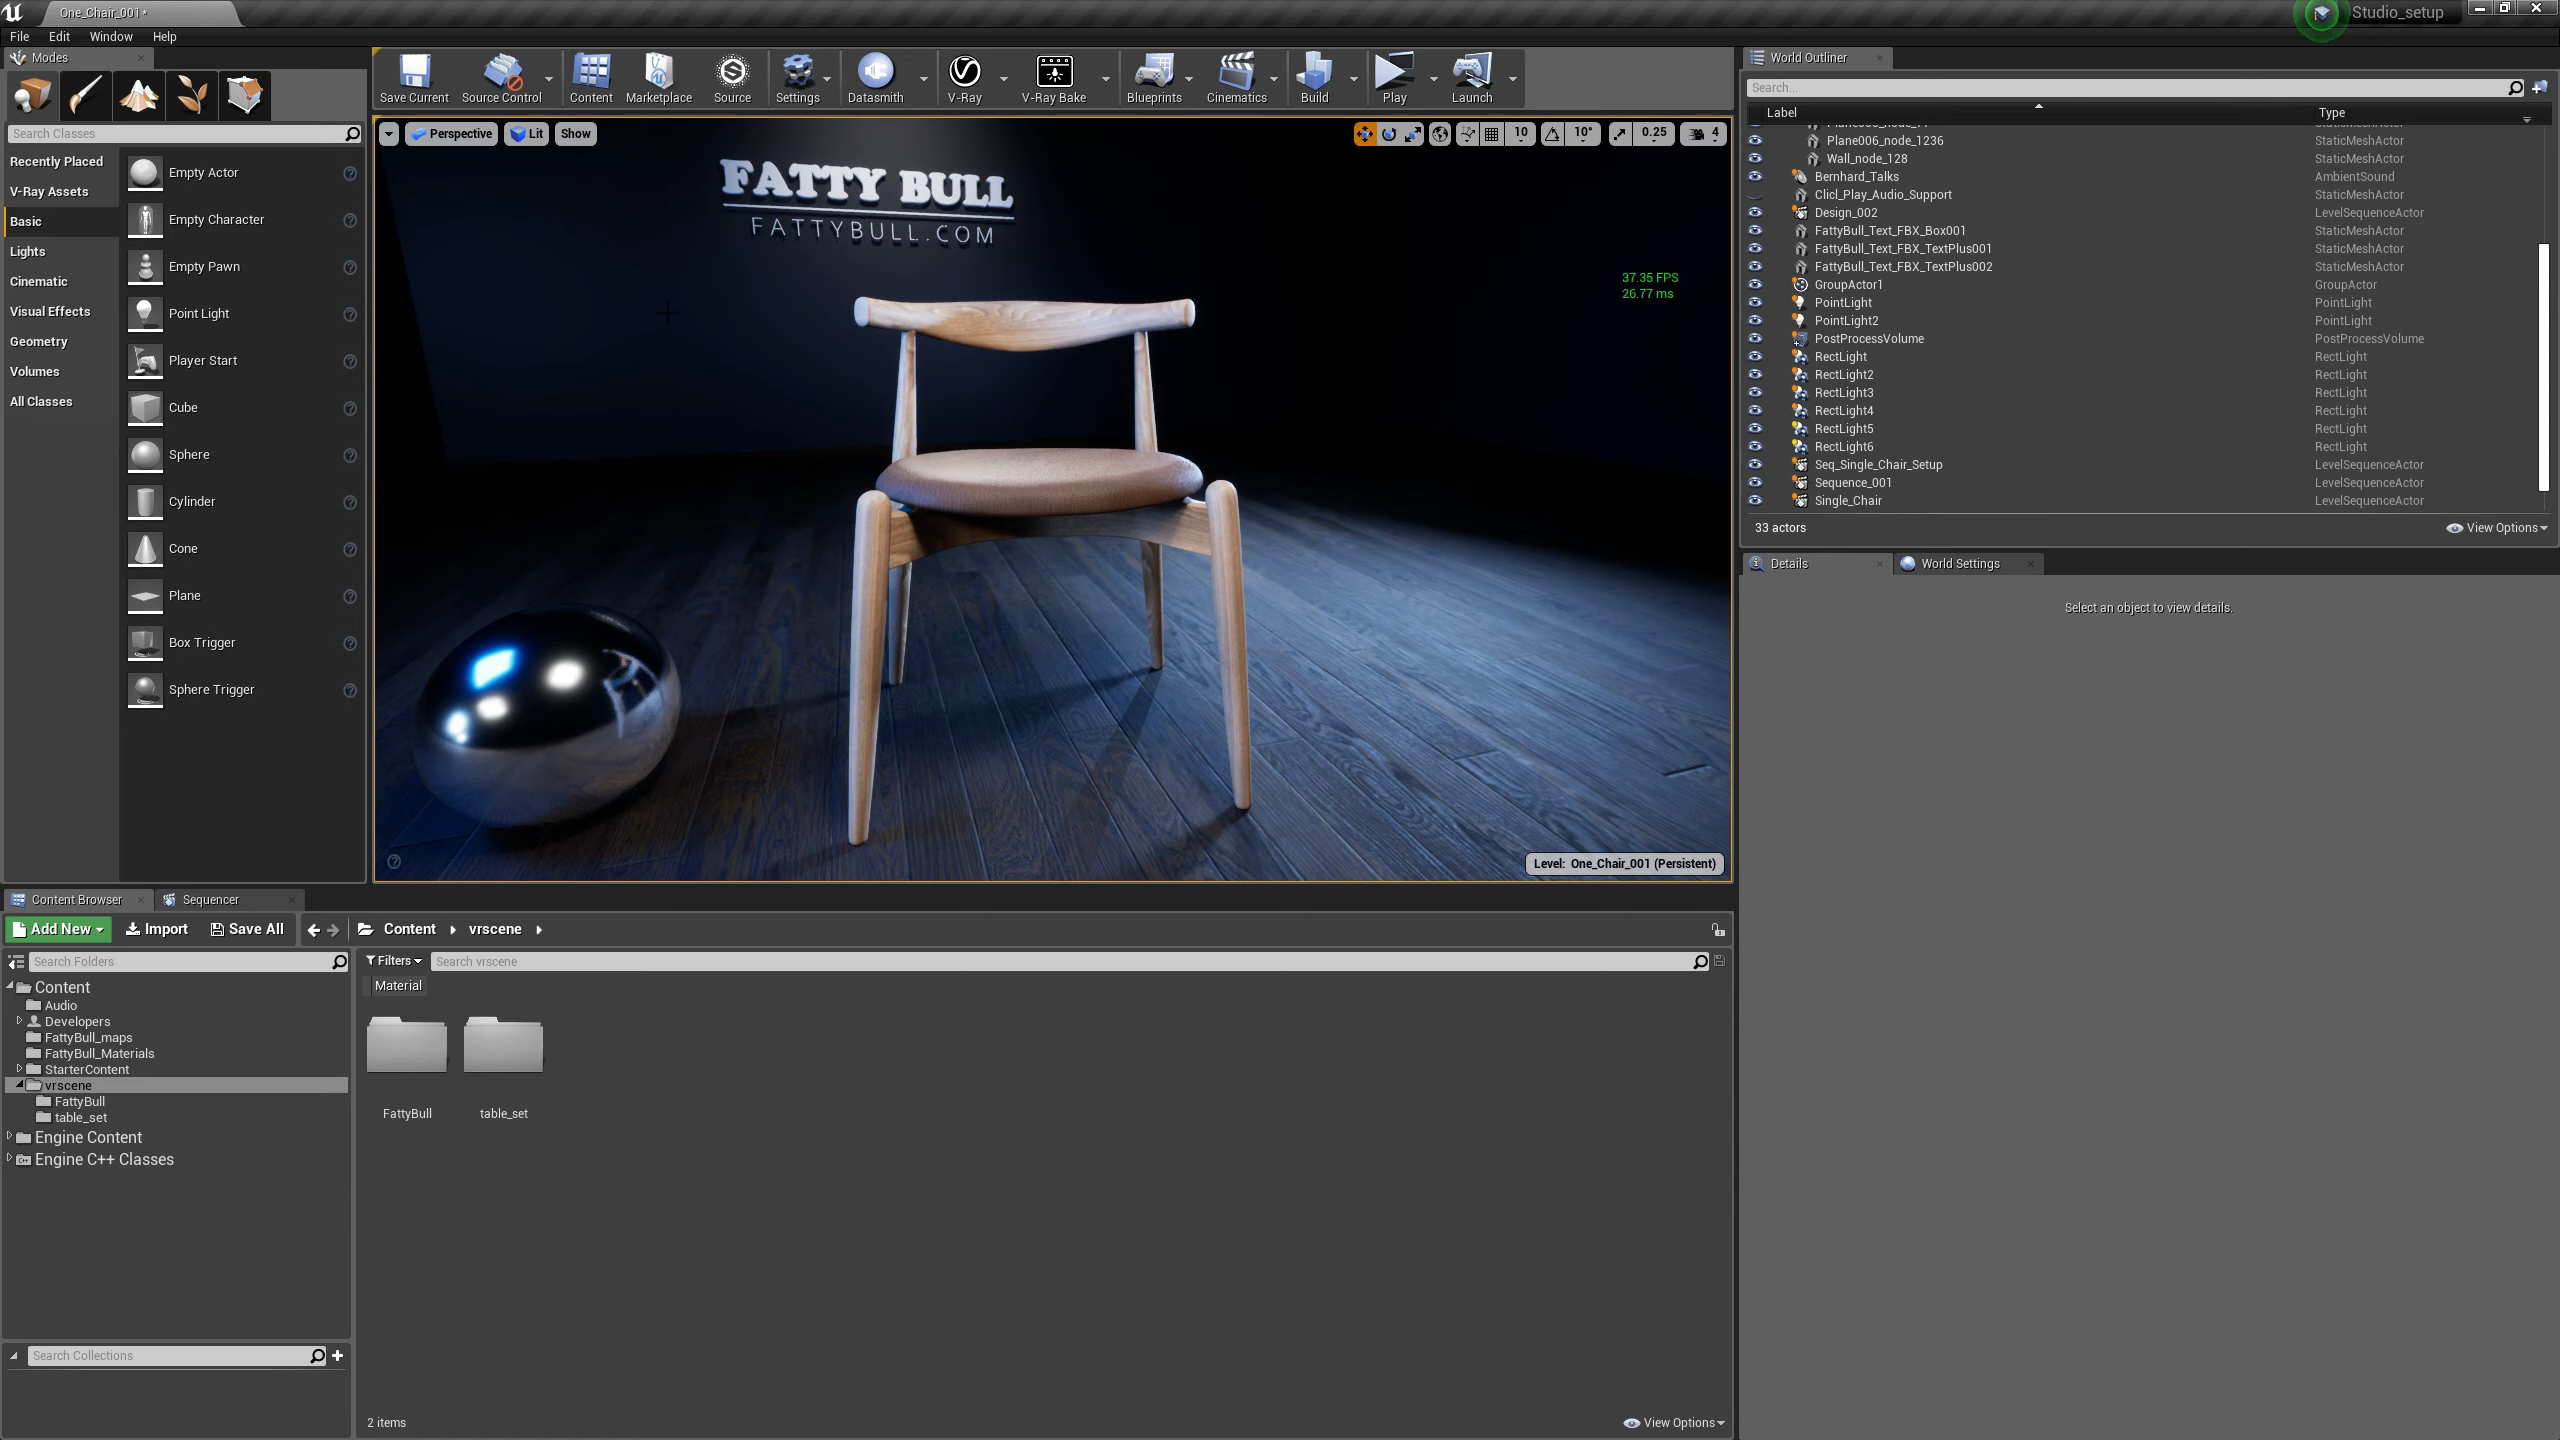 One_Chair_001*
Studio_setup
File Edit Window Help
Modes
Search Classes
Recently Placed
V-Ray Assets
Basic
Lights
Cinematic
Visual Effects
Geometry
Volumes
All Classes
Empty Actor
Empty Character
Empty Pawn
Point Light
Player Start
Cube
Sphere
Cylinder
Cone
Plane
Box Trigger
Sphere Trigger
Save Current Source Control Content Marketplace Source Settings Datasmith V-Ray V-Ray Bake Blueprints Cinematics Build Play Launch
Perspective Lit Show 10 10° 0.25 4
FATTY BULL
FATTYBULL.COM
37.35 FPS
26.77 ms
Level: One_Chair_001 (Persistent)
World Outliner
Search...
Label Type
Plane006_node_1236 StaticMeshActor
Wall_node_128 StaticMeshActor
Bernhard_Talks AmbientSound
Clicl_Play_Audio_Support StaticMeshActor
Design_002 LevelSequenceActor
FattyBull_Text_FBX_Box001 StaticMeshActor
FattyBull_Text_FBX_TextPlus001 StaticMeshActor
FattyBull_Text_FBX_TextPlus002 StaticMeshActor
GroupActor1 GroupActor
PointLight PointLight
PointLight2 PointLight
PostProcessVolume PostProcessVolume
RectLight RectLight
RectLight2 RectLight
RectLight3 RectLight
RectLight4 RectLight
RectLight5 RectLight
RectLight6 RectLight
Seq_Single_Chair_Setup LevelSequenceActor
Sequence_001 LevelSequenceActor
Single_Chair LevelSequenceActor
33 actors View Options
Details World Settings
Select an object to view details.
Content Browser Sequencer
Add New Import Save All Content vrscene
Search Folders
Content
Audio
Developers
FattyBull_maps
FattyBull_Materials
StarterContent
vrscene
FattyBull
table_set
Engine Content
Engine C++ Classes
Search Collections
Filters Search vrscene
Material
FattyBull table_set
2 items View Options